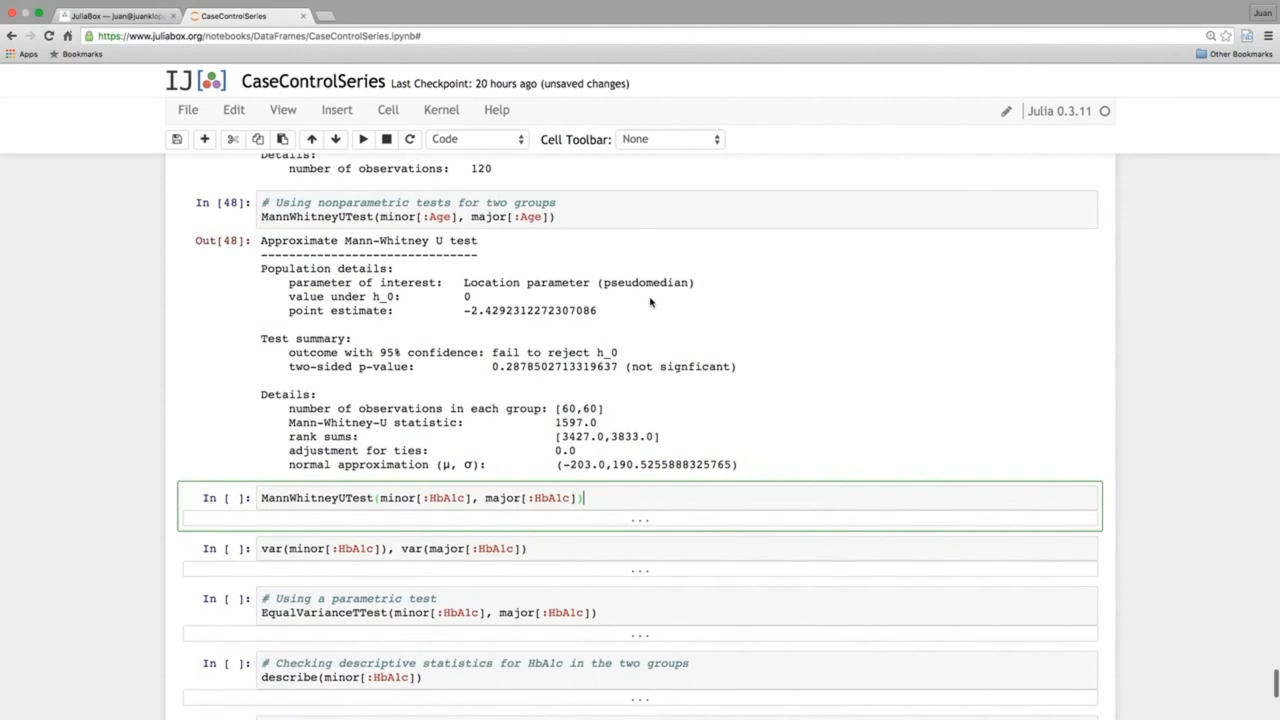 JuliaBox — juan@juanklopp
CaseControlSeries
Juan
https://www.juliabox.org/notebooks/DataFrames/CaseControlSeries.ipynb#
Apps Bookmarks Other Bookmarks
IJ[ ] CaseControlSeries Last Checkpoint: 20 hours ago (unsaved changes)
File Edit View Insert Cell Kernel Help Julia 0.3.11
Code Cell Toolbar: None
Details:
number of observations: 120
In [48]: # Using nonparametric tests for two groups
MannWhitneyUTest(minor[:Age], major[:Age])
Out[48]: Approximate Mann-Whitney U test
-------------------------------
Population details:
parameter of interest: Location parameter (pseudomedian)
value under h_0: 0
point estimate: -2.4292312272307086
Test summary:
outcome with 95% confidence: fail to reject h_0
two-sided p-value: 0.2878502713319637 (not signficant)
Details:
number of observations in each group: [60,60]
Mann-Whitney-U statistic: 1597.0
rank sums: [3427.0,3833.0]
adjustment for ties: 0.0
normal approximation (μ, σ): (-203.0,190.5255888325765)
In [ ]: MannWhitneyUTest(minor[:HbA1c], major[:HbA1c])
...
In [ ]: var(minor[:HbA1c]), var(major[:HbA1c])
...
In [ ]: # Using a parametric test
EqualVarianceTTest(minor[:HbA1c], major[:HbA1c])
...
In [ ]: # Checking descriptive statistics for HbA1c in the two groups
describe(minor[:HbA1c])
...